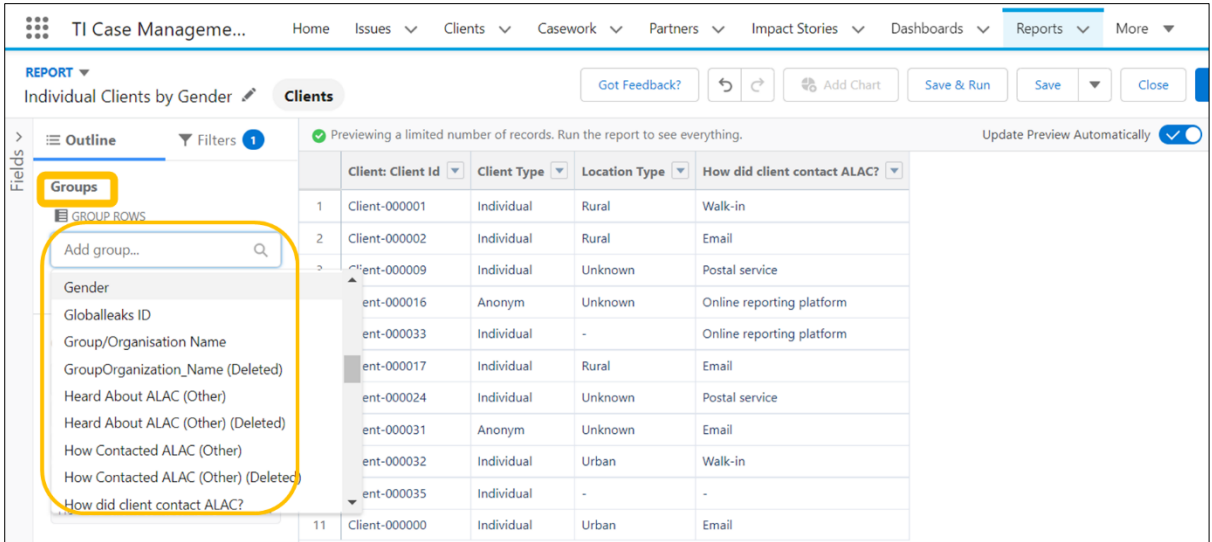 TI Case Manageme... Home Issues Clients Casework Partners Impact Stories Dashboards Reports More
REPORT
Individual Clients by Gender Clients Got Feedback? Add Chart Save & Run Save Close
Fields
Outline Filters 1
Previewing a limited number of records. Run the report to see everything. Update Preview Automatically
Groups
GROUP ROWS
Add group...
Gender
Globalleaks ID
Group/Organisation Name
GroupOrganization_Name (Deleted)
Heard About ALAC (Other)
Heard About ALAC (Other) (Deleted)
How Contacted ALAC (Other)
How Contacted ALAC (Other) (Deleted)
How did client contact ALAC?
Client: Client Id Client Type Location Type How did client contact ALAC?
1 Client-000001 Individual Rural Walk-in
2 Client-000002 Individual Rural Email
Client-000009 Individual Unknown Postal service
ent-000016 Anonym Unknown Online reporting platform
ent-000033 Individual - Online reporting platform
ent-000017 Individual Rural Email
ent-000024 Individual Unknown Postal service
ent-000031 Anonym Unknown Email
ent-000032 Individual Urban Walk-in
ent-000035 Individual - -
11 Client-000000 Individual Urban Email